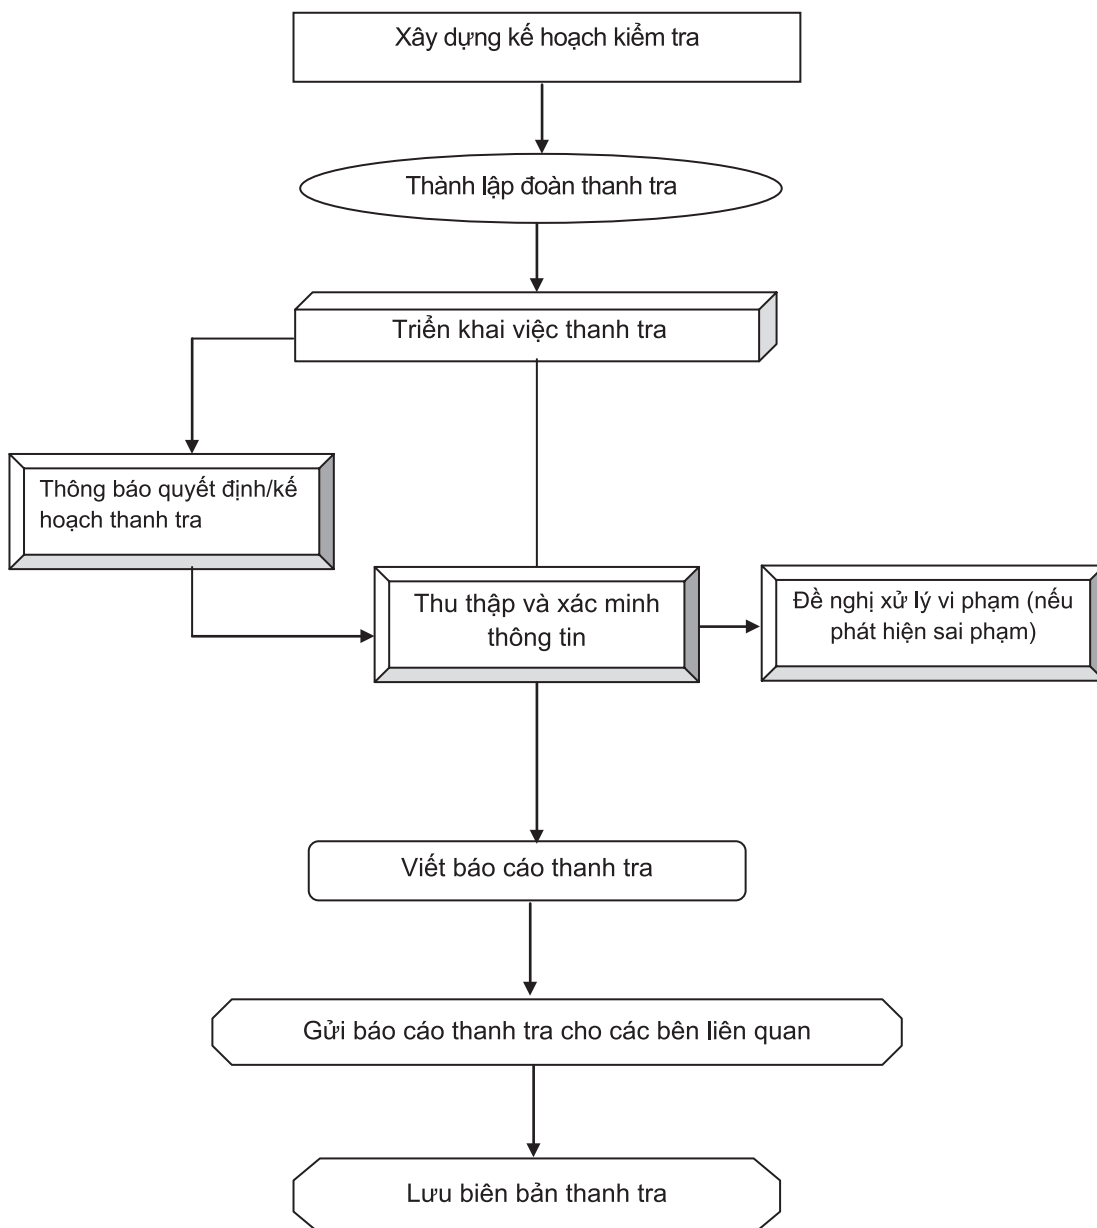 Xây dựng kế hoạch kiểm tra
Thành lập đoàn thanh tra
Triển khai việc thanh tra
Thông báo quyết định/kế
hoạch thanh tra
Thu thập và xác minh
thông tin
Đề nghị xử lý vi phạm (nếu
phát hiện sai phạm)
Viết báo cáo thanh tra
Gửi báo cáo thanh tra cho các bên liên quan
Lưu biên bản thanh tra